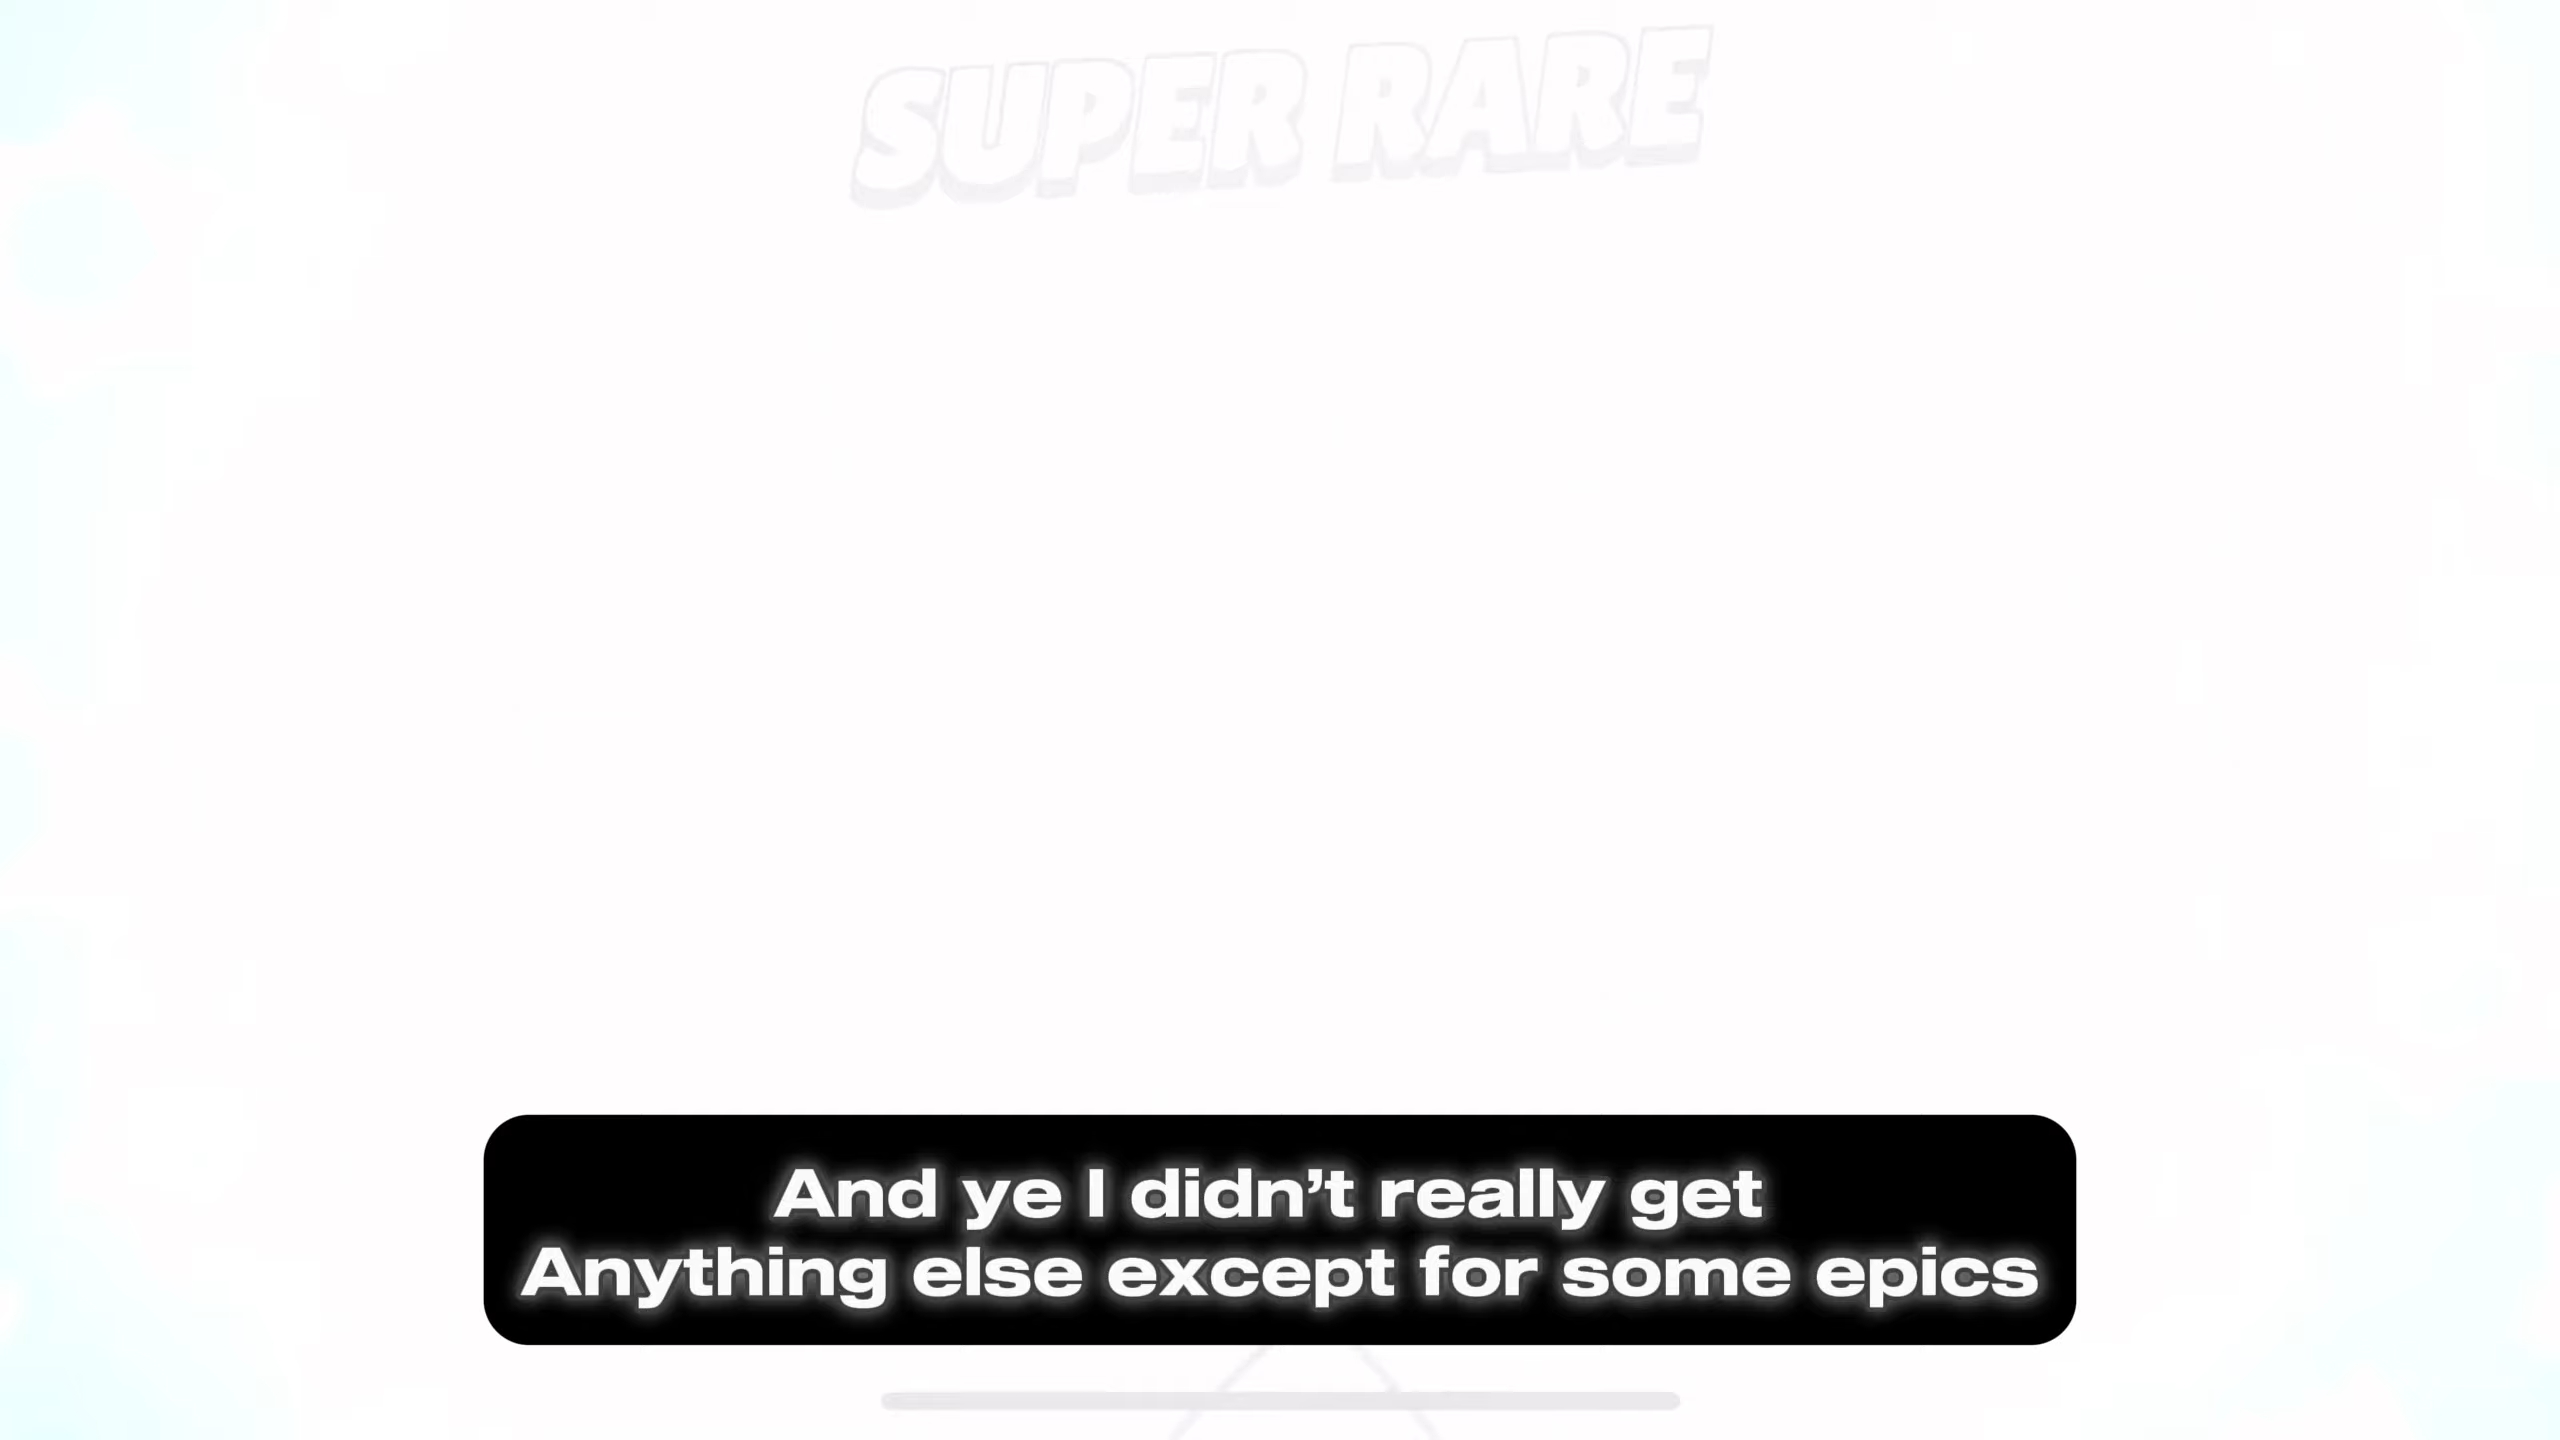 SUPER RARE
And ye I didn’t really get
Anything else except for some epics